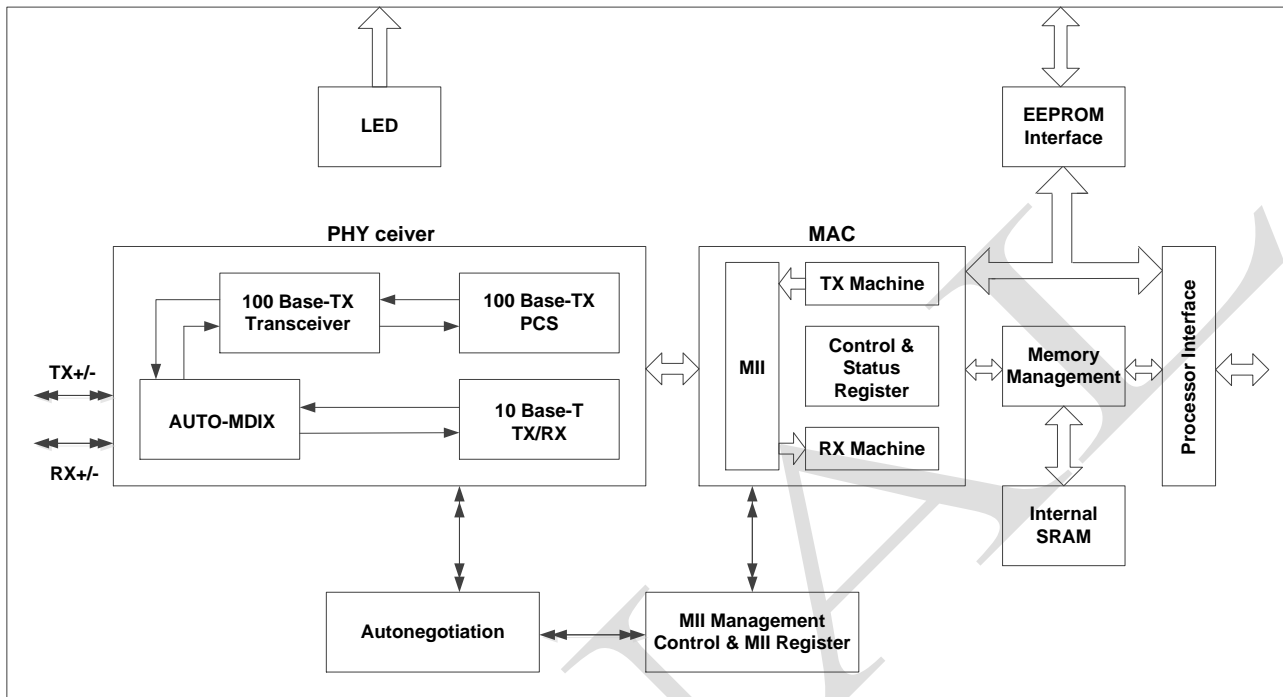 LED
EEPROM
Interface
PHY ceiver
MAC
100 Base-TX
Transceiver
100 Base-TX
PCS
TX+/-
AUTO-MDIX
10 Base-T
TX/RX
RX+/-
MII
TX Machine
Control &
Status
Register
RX Machine
Memory
Management
Processor Interface
Internal
SRAM
Autonegotiation
MII Management
Control & MII Register